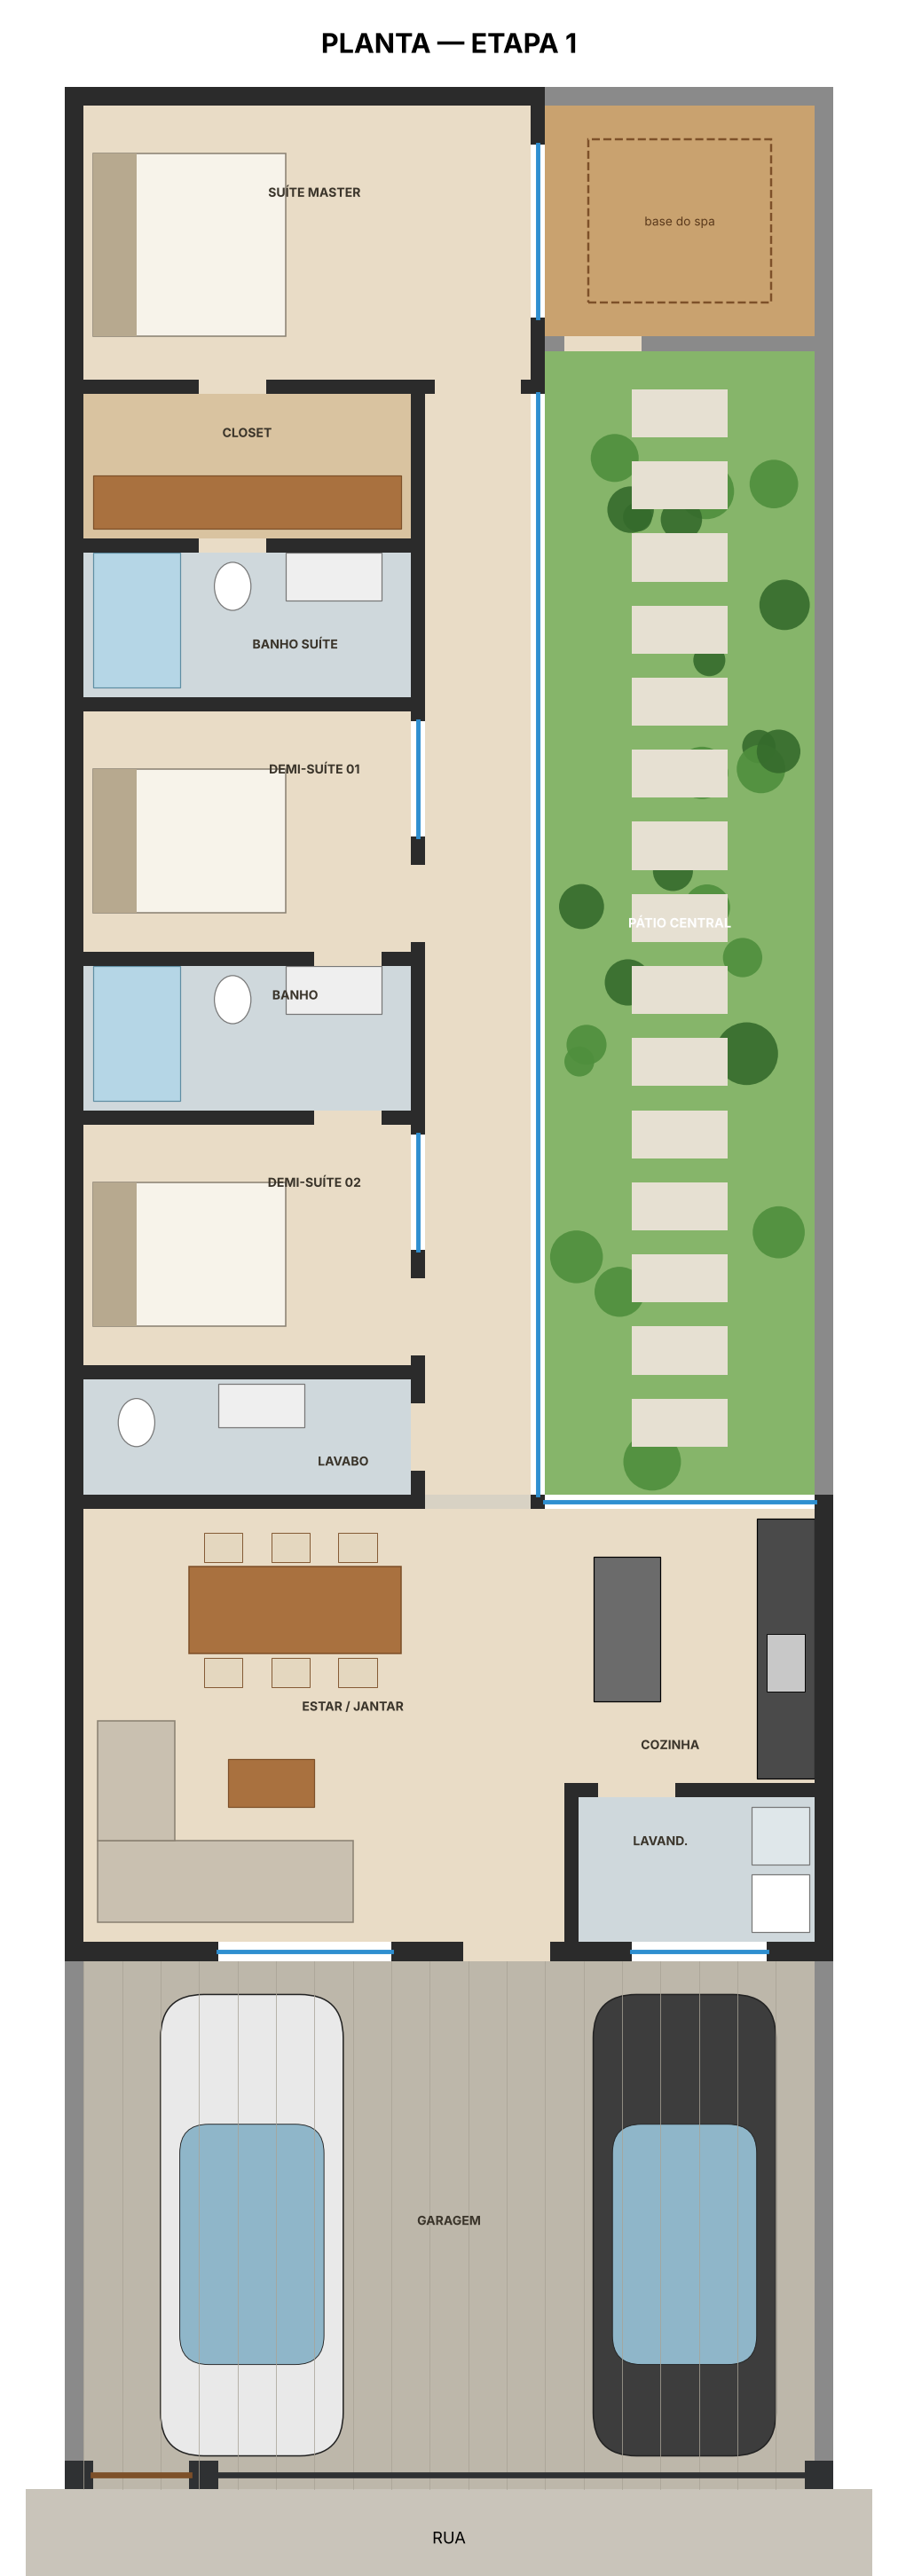 PLANTA — ETAPA 1
SUÍTE MASTER
base do spa
CLOSET
BANHO SUÍTE
DEMI-SUÍTE 01
PÁTIO CENTRAL
BANHO
DEMI-SUÍTE 02
LAVABO
ESTAR / JANTAR
COZINHA
LAVAND.
GARAGEM
RUA